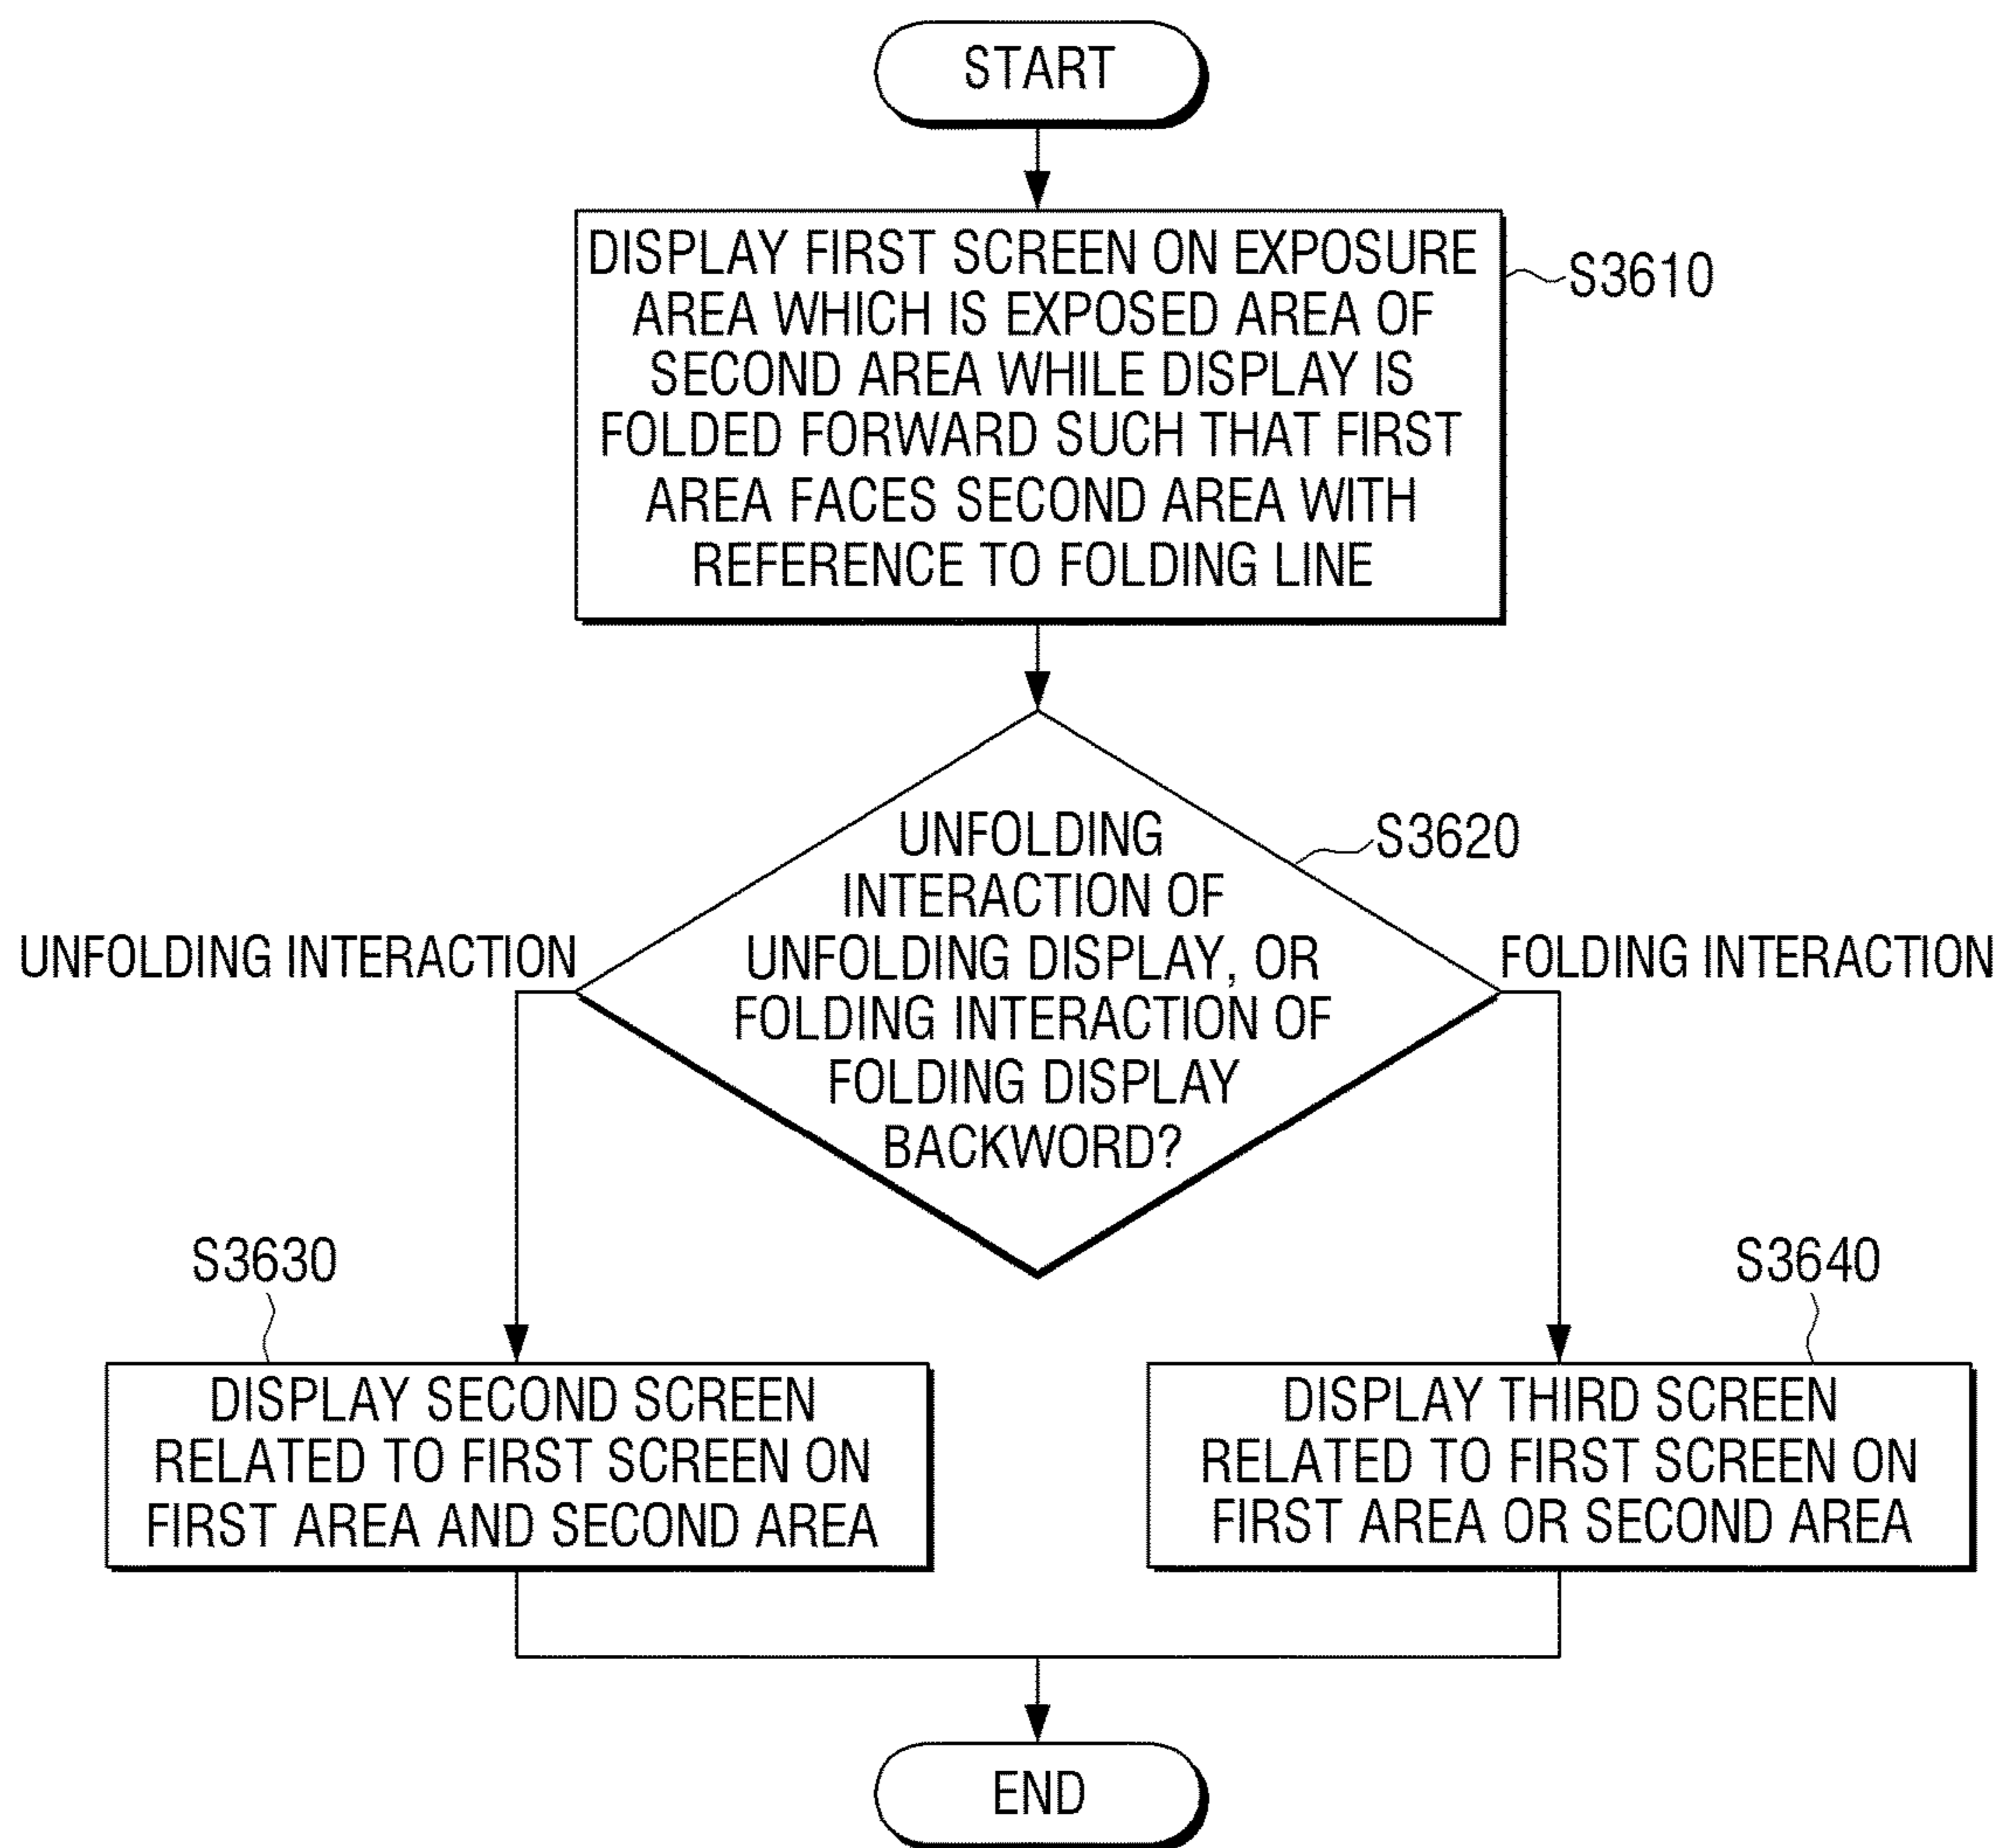 START
DISPLAY FIRST SCREEN ON EXPOSURE
AREA WHICH IS EXPOSED AREA OF
SECOND AREA WHILE DISPLAY IS
FOLDED FORWARD SUCH THAT FIRST
AREA FACES SECOND AREA WITH
REFERENCE TO FOLDING LINE
S3610
UNFOLDING
INTERACTION OF
UNFOLDING DISPLAY, OR
FOLDING INTERACTION OF
FOLDING DISPLAY
BACKWORD?
S3620
UNFOLDING INTERACTION
FOLDING INTERACTION
S3630
DISPLAY SECOND SCREEN
RELATED TO FIRST SCREEN ON
FIRST AREA AND SECOND AREA
S3640
DISPLAY THIRD SCREEN
RELATED TO FIRST SCREEN ON
FIRST AREA OR SECOND AREA
END